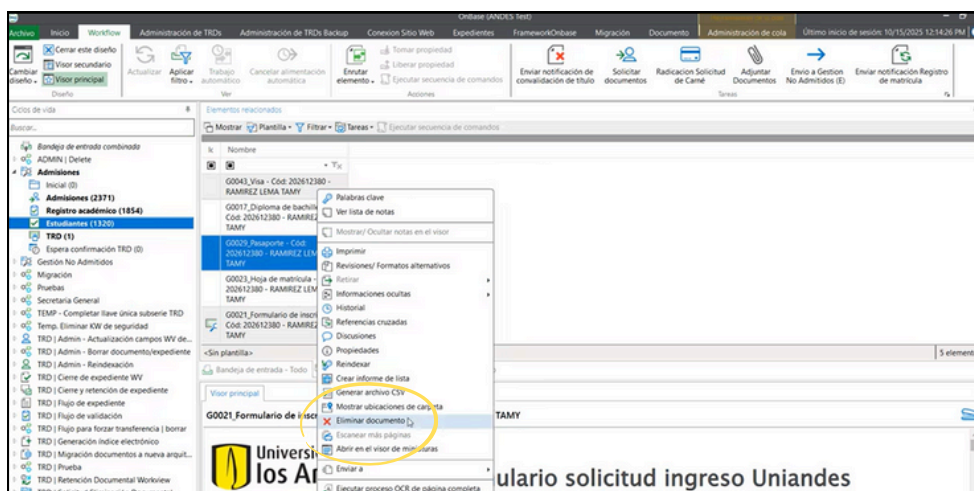 OnBase (ANDES Test)
Archivo Inicio Workflow Administración de TRDs Administración de TRDs Backup Conexion Sitio Web Expedientes FrameworkOnbase Migración Documento Administración de cola Último inicio de sesión: 10/15/2025 12:14:26 PM
Cambiar diseño
Cerrar este diseño
Visor secundario
Visor principal
Diseño
Actualizar
Aplicar filtro
Trabajo automático
Cancelar alimentación automática
Ver
Enrutar elemento
Tomar propiedad
Liberar propiedad
Ejecutar secuencia de comandos
Acciones
Enviar notificación de convalidación de título
Solicitar documentos
Radicacion Solicitud de Carné
Adjuntar Documentos
Envio a Gestion No Admitidos (E)
Enviar notificación Registro de matrícula
Tareas
Ciclos de vida
Buscar...
Bandeja de entrada combinada
ADMIN | Delete
Admisiones
Inicial (0)
Admisiones (2371)
Registro académico (1854)
Estudiantes (1320)
TRD (1)
Espera confirmación TRD (0)
Gestión No Admitidos
Migración
Pruebas
Secretaria General
TEMP - Completar llave única subserie TRD
Temp. Eliminar KW de seguridad
TRD | Admin - Actualización campos WV de...
TRD | Admin - Borrar documento/expediente
TRD | Admin - Reindexación
TRD | Cierre de expediente WV
TRD | Cierre y retención de expediente
TRD | Flujo de expediente
TRD | Flujo de validación
TRD | Flujo para forzar transferencia | borrar
TRD | Generación índice electrónico
TRD | Migración documentos a nueva arquit...
TRD | Prueba
TRD | Retención Documental Workview
Elementos relacionados
Mostrar Plantilla Filtrar Tareas Ejecutar secuencia de comandos
Nombre
G0043_Visa - Cód: 202612380 -
RAMIREZ LEMA TAMY
G0017_Diploma de bachille
Cód: 202612380 - RAMIREZ
TAMY
G0029_Pasaporte - Cód:
202612380 - RAMIREZ LEM
TAMY
G0023_Hoja de matrícula -
202612380 - RAMIREZ LEM
TAMY
G0021_Formulario de inscri
Cód: 202612380 - RAMIREZ
TAMY
<Sin plantilla>
5 element
Bandeja de entrada - Todo
Palabras clave
Ver lista de notas
Mostrar/ Ocultar notas en el visor
Imprimir
Revisiones/ Formatos alternativos
Retirar
Informaciones ocultas
Historial
Referencias cruzadas
Discusiones
Propiedades
Reindexar
Crear informe de lista
Generar archivo CSV
Mostrar ubicaciones de carpeta
Eliminar documento
Escanear más páginas
Abrir en el visor de miniaturas
Enviar a
Ejecutar proceso OCR de página completa
Visor principal
G0021_Formulario de inscr TAMY
Universi
los A
ulario solicitud ingreso Uniandes